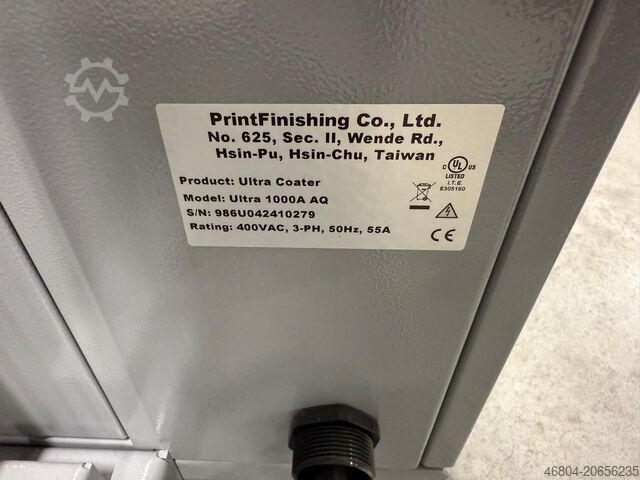 PrintFinishing Co., Ltd.
No. 625, Sec. II, Wende Rd.,
Hsin-Pu, Hsin-Chu, Taiwan
Product: Ultra Coater
Model: Ultra 1000A AQ
S/N: 986U042410279
Rating: 400VAC, 3-PH, 50Hz, 55A
C UL US
LISTED
I.T.E.
E305160
CE
46804-20656235